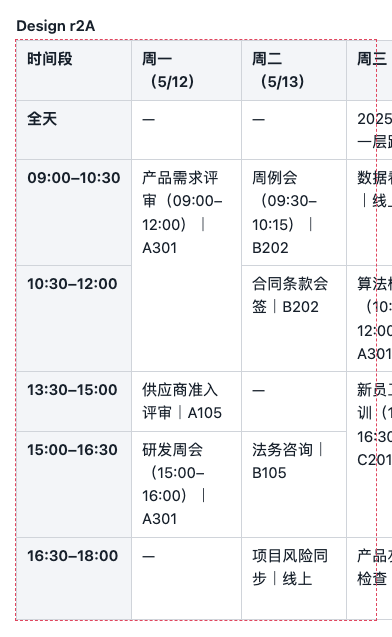 Design r2A
时间段
周一
（5/12）
周二
（5/13）
周三
全天
—
—
2025
一层
09:00–10:30
产品需求评
审（09:00–
12:00）｜
A301
周例会
（09:30–
10:15）｜
B202
数据
｜线
10:30–12:00
合同条款会
签｜B202
算法
（10:
12:00
A301
13:30–15:00
供应商准入
评审｜A105
—
新员
训（1
16:30
C201
15:00–16:30
研发周会
（15:00–
16:00）｜
A301
法务咨询｜
B105
16:30–18:00
—
项目风险同
步｜线上
产品
检查